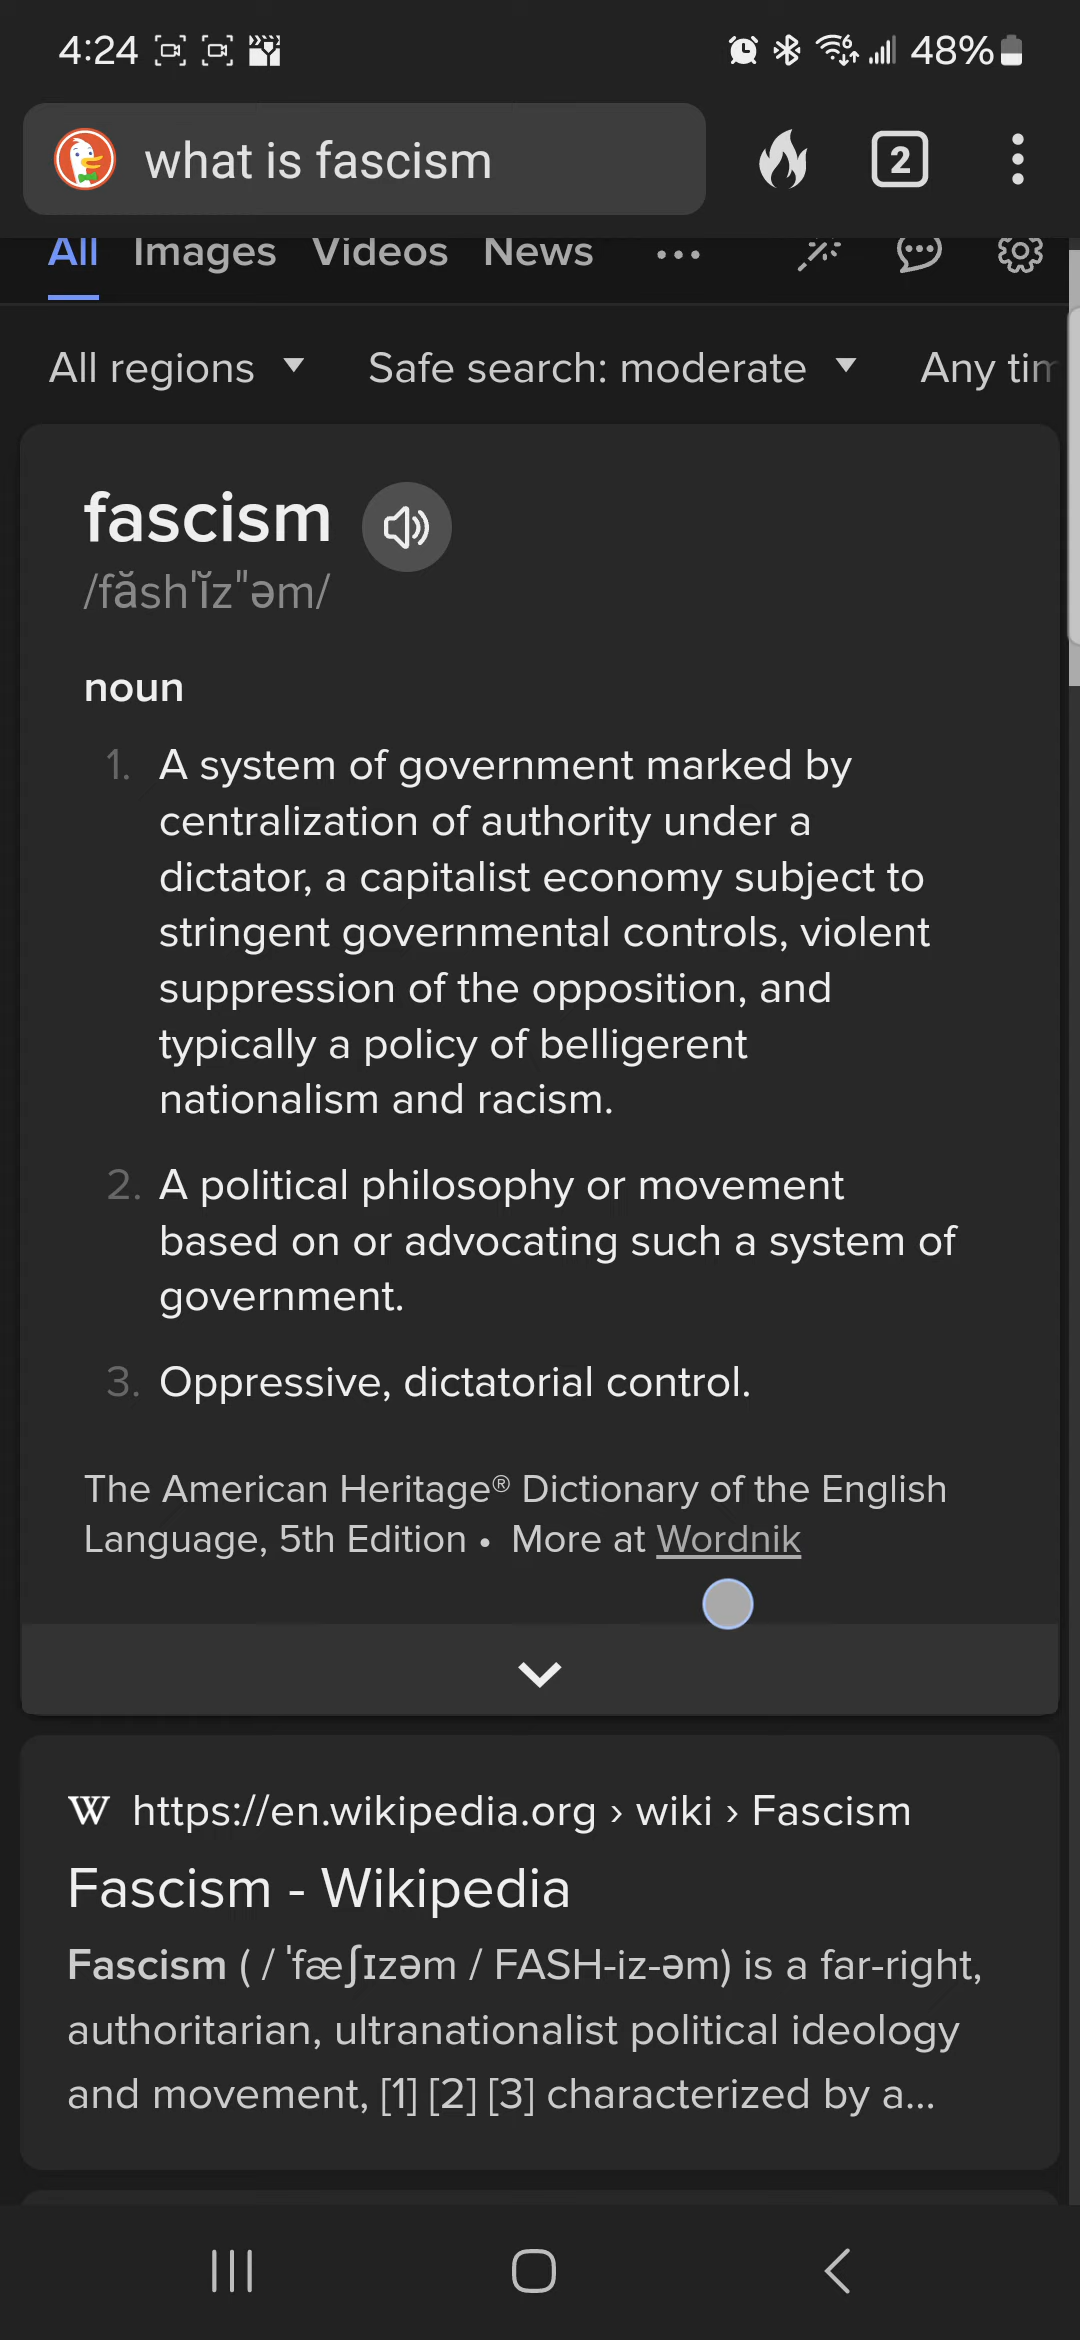 4:24
6
48%
what is fascism
2
All Images Videos News
All regions Safe search: moderate Any tim
fascism
/făsh'ĭz"əm/
noun
1. A system of government marked by
centralization of authority under a
dictator, a capitalist economy subject to
stringent governmental controls, violent
suppression of the opposition, and
typically a policy of belligerent
nationalism and racism.
2. A political philosophy or movement
based on or advocating such a system of
government.
3. Oppressive, dictatorial control.
The American Heritage® Dictionary of the English
Language, 5th Edition • More at Wordnik
W https://en.wikipedia.org › wiki › Fascism
Fascism - Wikipedia
Fascism ( / ˈfæʃɪzəm / FASH-iz-əm) is a far-right,
authoritarian, ultranationalist political ideology
and movement, [1] [2] [3] characterized by a...